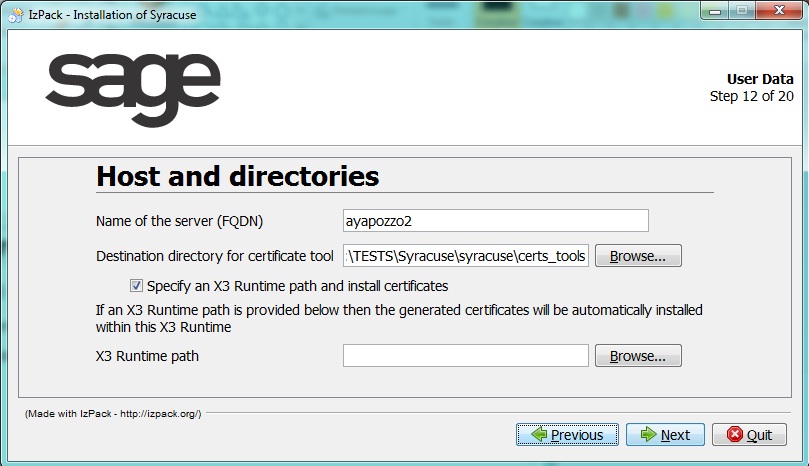 IzPack - Installation of Syracuse
sage
User Data
Step 12 of 20
Host and directories
Name of the server (FQDN) ayapozzo2
Destination directory for certificate tool :\TESTS\Syracuse\syracuse\certs_tools Browse...
Specify an X3 Runtime path and install certificates
If an X3 Runtime path is provided below then the generated certificates will be automatically installed
within this X3 Runtime
X3 Runtime path Browse...
(Made with IzPack - http://izpack.org/)
Previous Next Quit